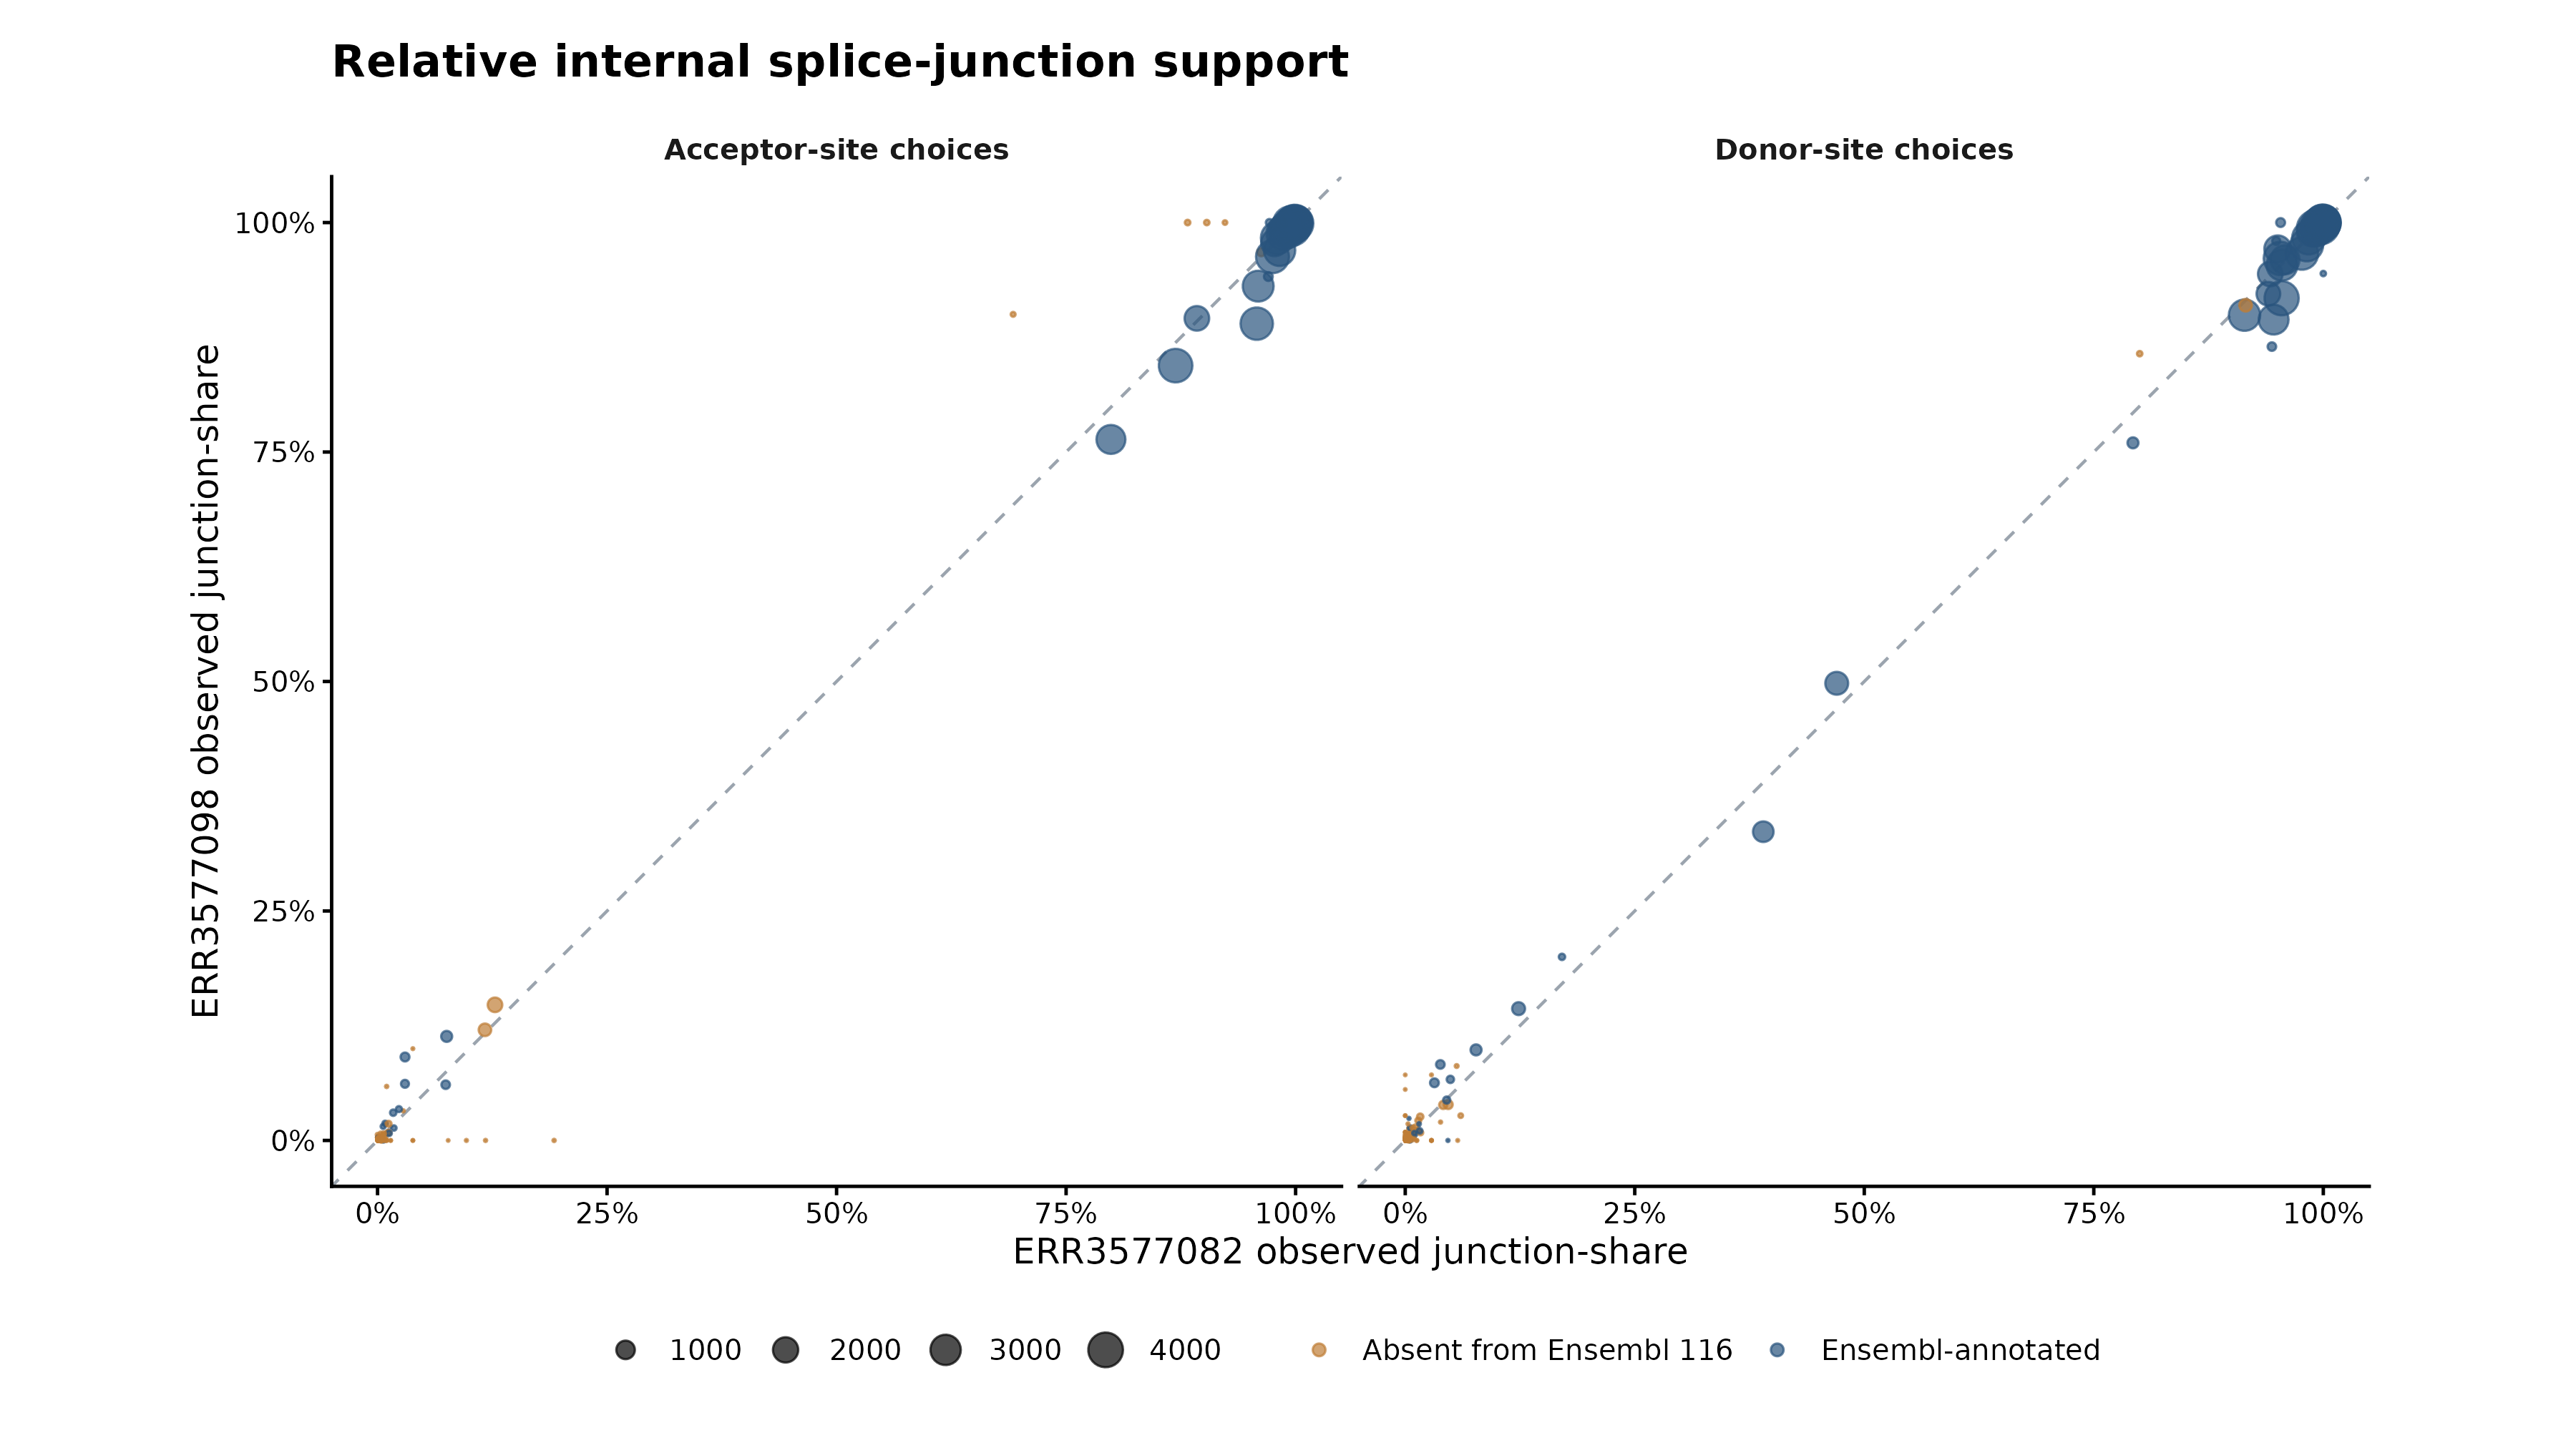 Relative internal splice-junction support
Acceptor-site choices
Donor-site choices
ERR3577098 observed junction-share
100%
75%
50%
25%
0%
0% 25% 50% 75% 100%
0% 25% 50% 75% 100%
ERR3577082 observed junction-share
1000 2000 3000 4000 Absent from Ensembl 116 Ensembl-annotated